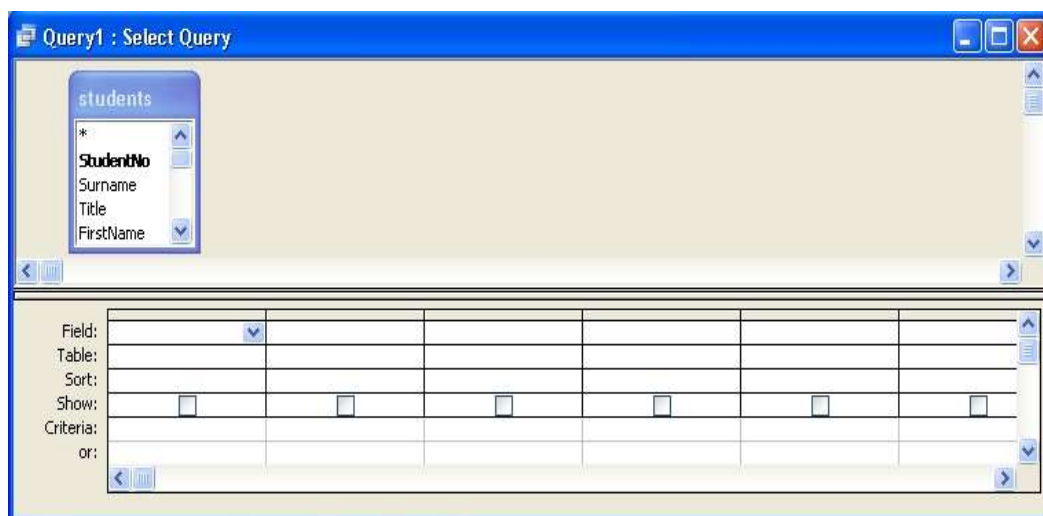 Query1 : Select Query
students
*
StudentNo
Surname
Title
FirstName
Field:
Table:
Sort:
Show:
Criteria:
or: